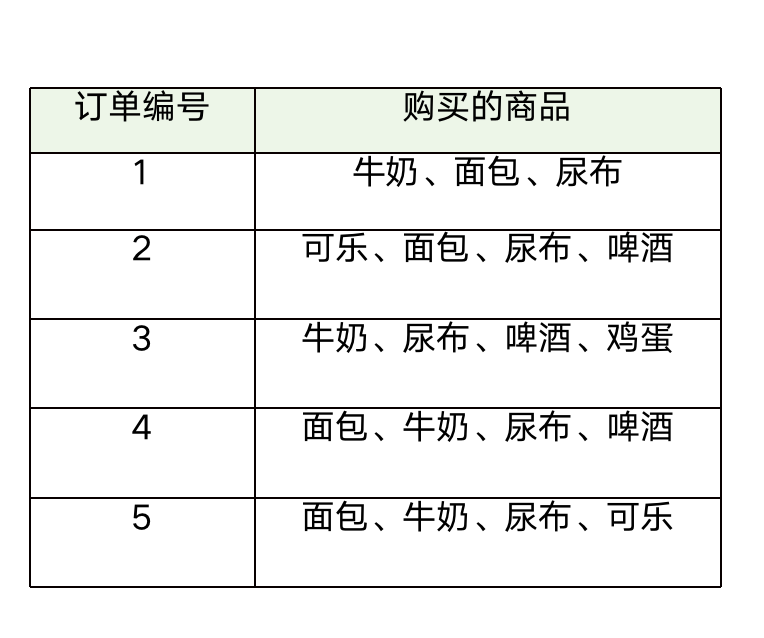 订单编号 购买的商品
1 牛奶、面包、尿布
2 可乐、面包、尿布、啤酒
3 牛奶、尿布、啤酒、鸡蛋
4 面包、牛奶、尿布、啤酒
5 面包、牛奶、尿布、可乐